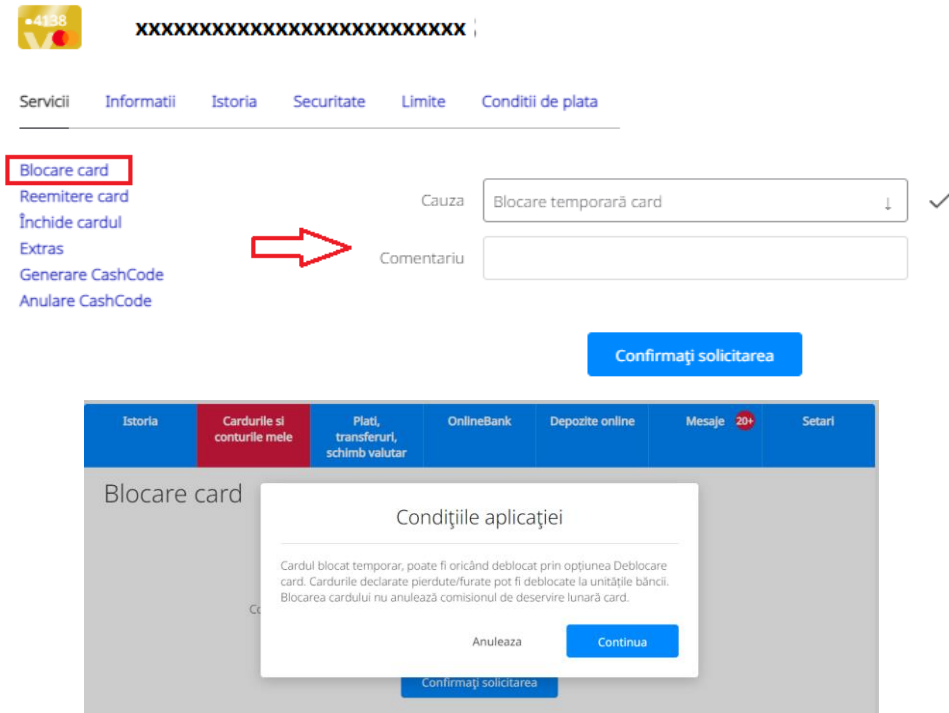 •4138
xxxxxxxxxxxxxxxxxxxxxxxxxx
Servicii Informatii Istoria Securitate Limite Conditii de plata
Blocare card
Reemitere card
Închide cardul
Extras
Generare CashCode
Anulare CashCode
Cauza Blocare temporară card ↓
Comentariu
Confirmați solicitarea
Istoria
Cardurile si
conturile mele
Plati,
transferuri,
schimb valutar
OnlineBank
Depozite online
Mesaje 20+
Setari
Blocare card
Condițiile aplicației
Cardul blocat temporar, poate fi oricând deblocat prin opțiunea Deblocare
card. Cardurile declarate pierdute/furate pot fi deblocate la unitățile băncii.
Blocarea cardului nu anulează comisionul de deservire lunară card.
Co
Anuleaza Continua
Confirmați solicitarea